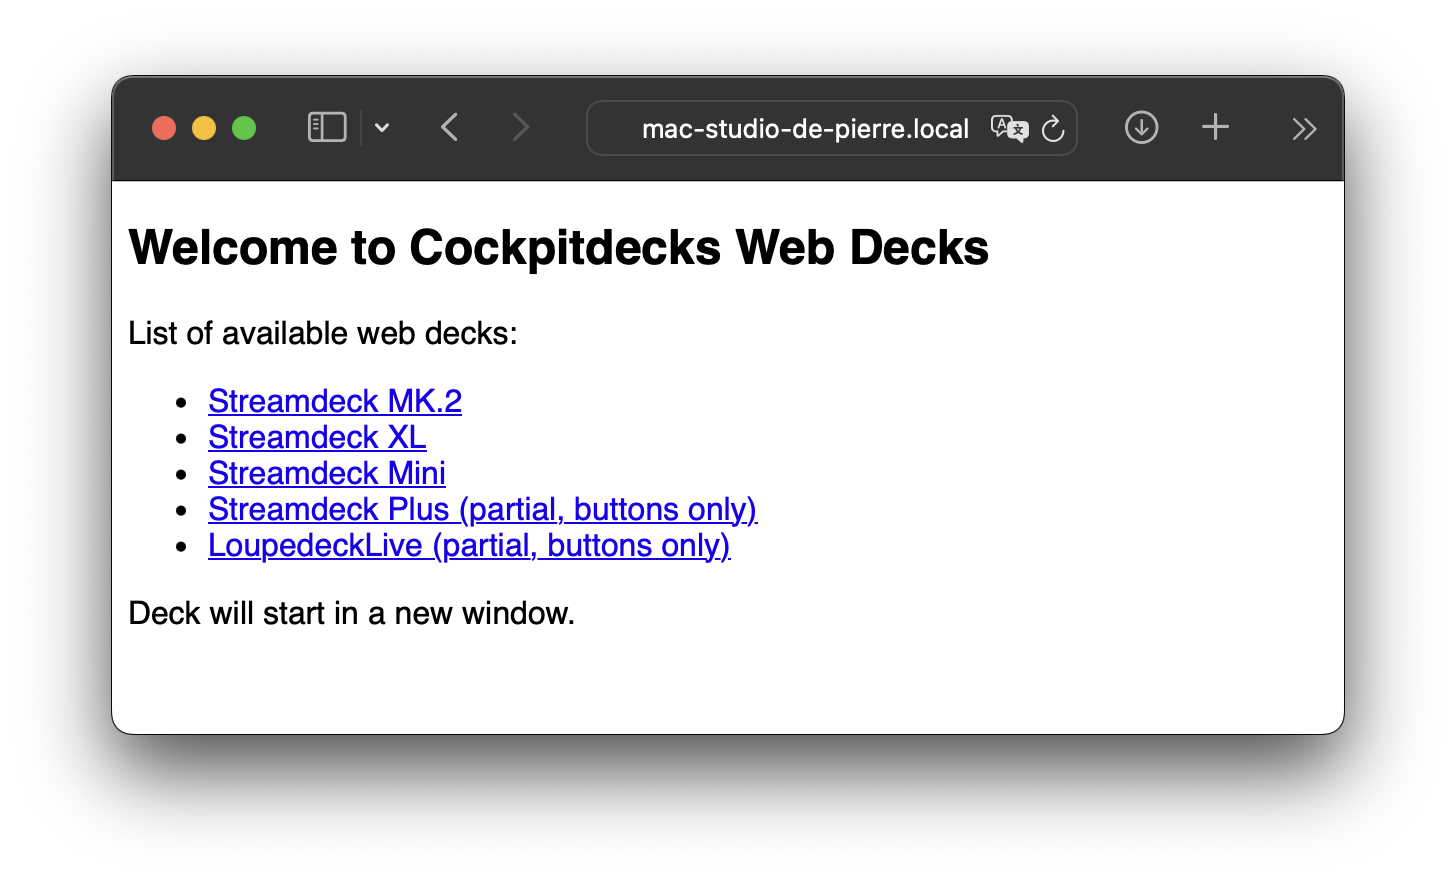 mac-studio-de-pierre.local
Welcome to Cockpitdecks Web Decks
List of available web decks:
Streamdeck MK.2
Streamdeck XL
Streamdeck Mini
Streamdeck Plus (partial, buttons only)
LoupedeckLive (partial, buttons only)
Deck will start in a new window.